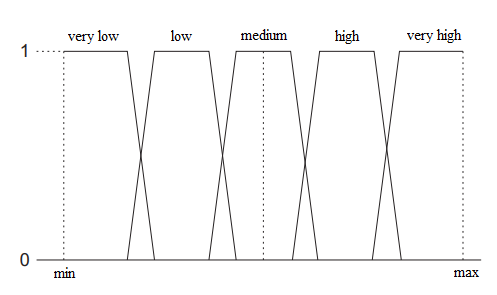 very low low medium high very high
1
0
min max